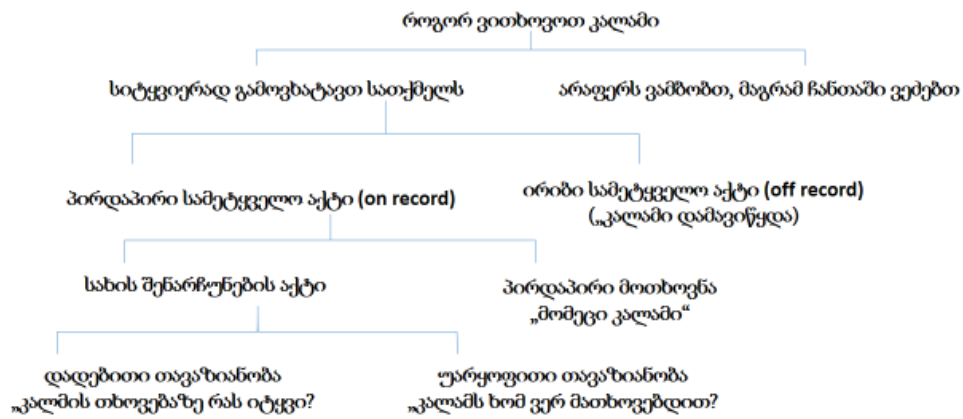 როგორ ვითხოვოთ კალამი
სიტყვიერად გამოვხატავთ სათქმელს
არაფერს ვამბობთ, მაგრამ ჩანთაში ვეძებთ
პირდაპირი სამეტყველო აქტი (on record)
ირიბი სამეტყველო აქტი (off record)
(„კალამი დამავიწყდა)
სახის შენარჩუნების აქტი
პირდაპირი მოთხოვნა
„მომეცი კალამი“
დადებითი თავაზიანობა
„კალმის თხოვებაზე რას იტყვი?
უარყოფითი თავაზიანობა
„კალამს ხომ ვერ მათხოვებდით?